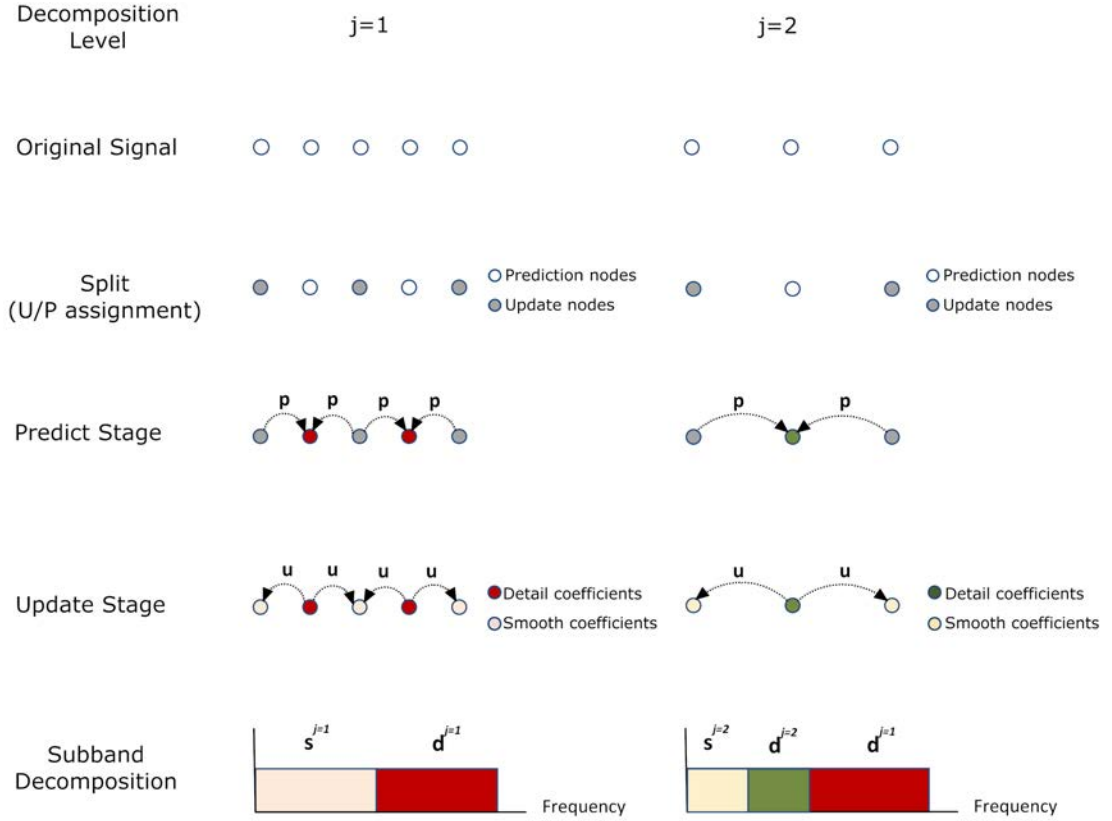 Decomposition
Level
j=1
j=2
Original Signal
Split
(U/P assignment)
Prediction nodes
Update nodes
Prediction nodes
Update nodes
Predict Stage
p p p p
p p
Update Stage
u u u u
u u
Detail coefficients
Smooth coefficients
Detail coefficients
Smooth coefficients
Subband
Decomposition
s^{j=1} d^{j=1}
Frequency
s^{j=2} d^{j=2} d^{j=1}
Frequency